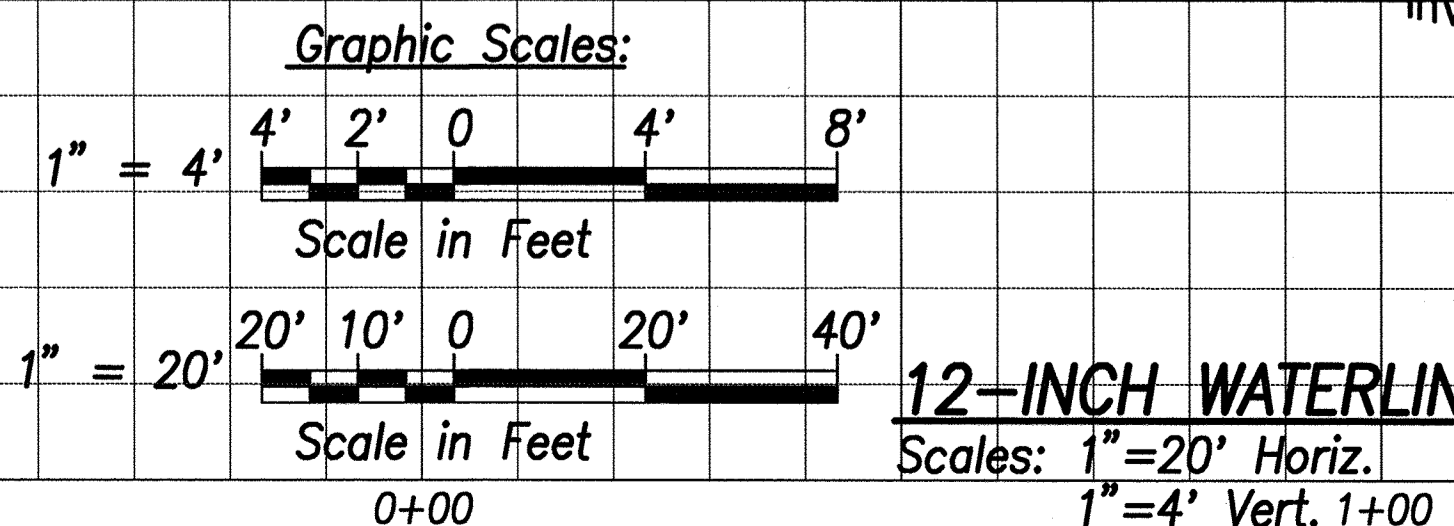 Graphic Scales:
4' 2' 0 4' 8'
1" = 4'
Scale in Feet
20' 10' 0 20' 40'
1" = 20'
Scale in Feet
12-INCH
Scales: 1"=20' Horiz.
1"=4' Vert.
0+00 1+00